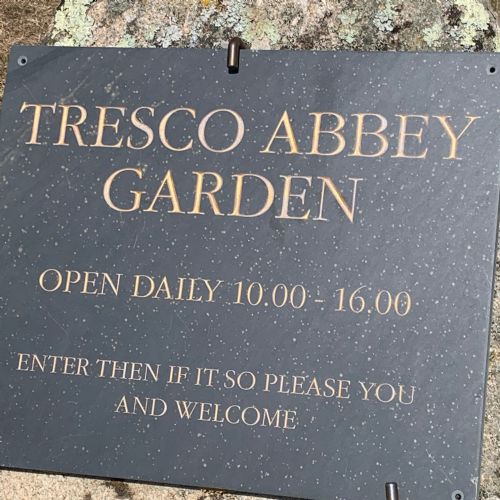 TRESCO ABBEY
GARDEN
OPEN DAILY 10.00 - 16.00
ENTER THEN IF IT SO PLEASE YOU
AND WELCOME